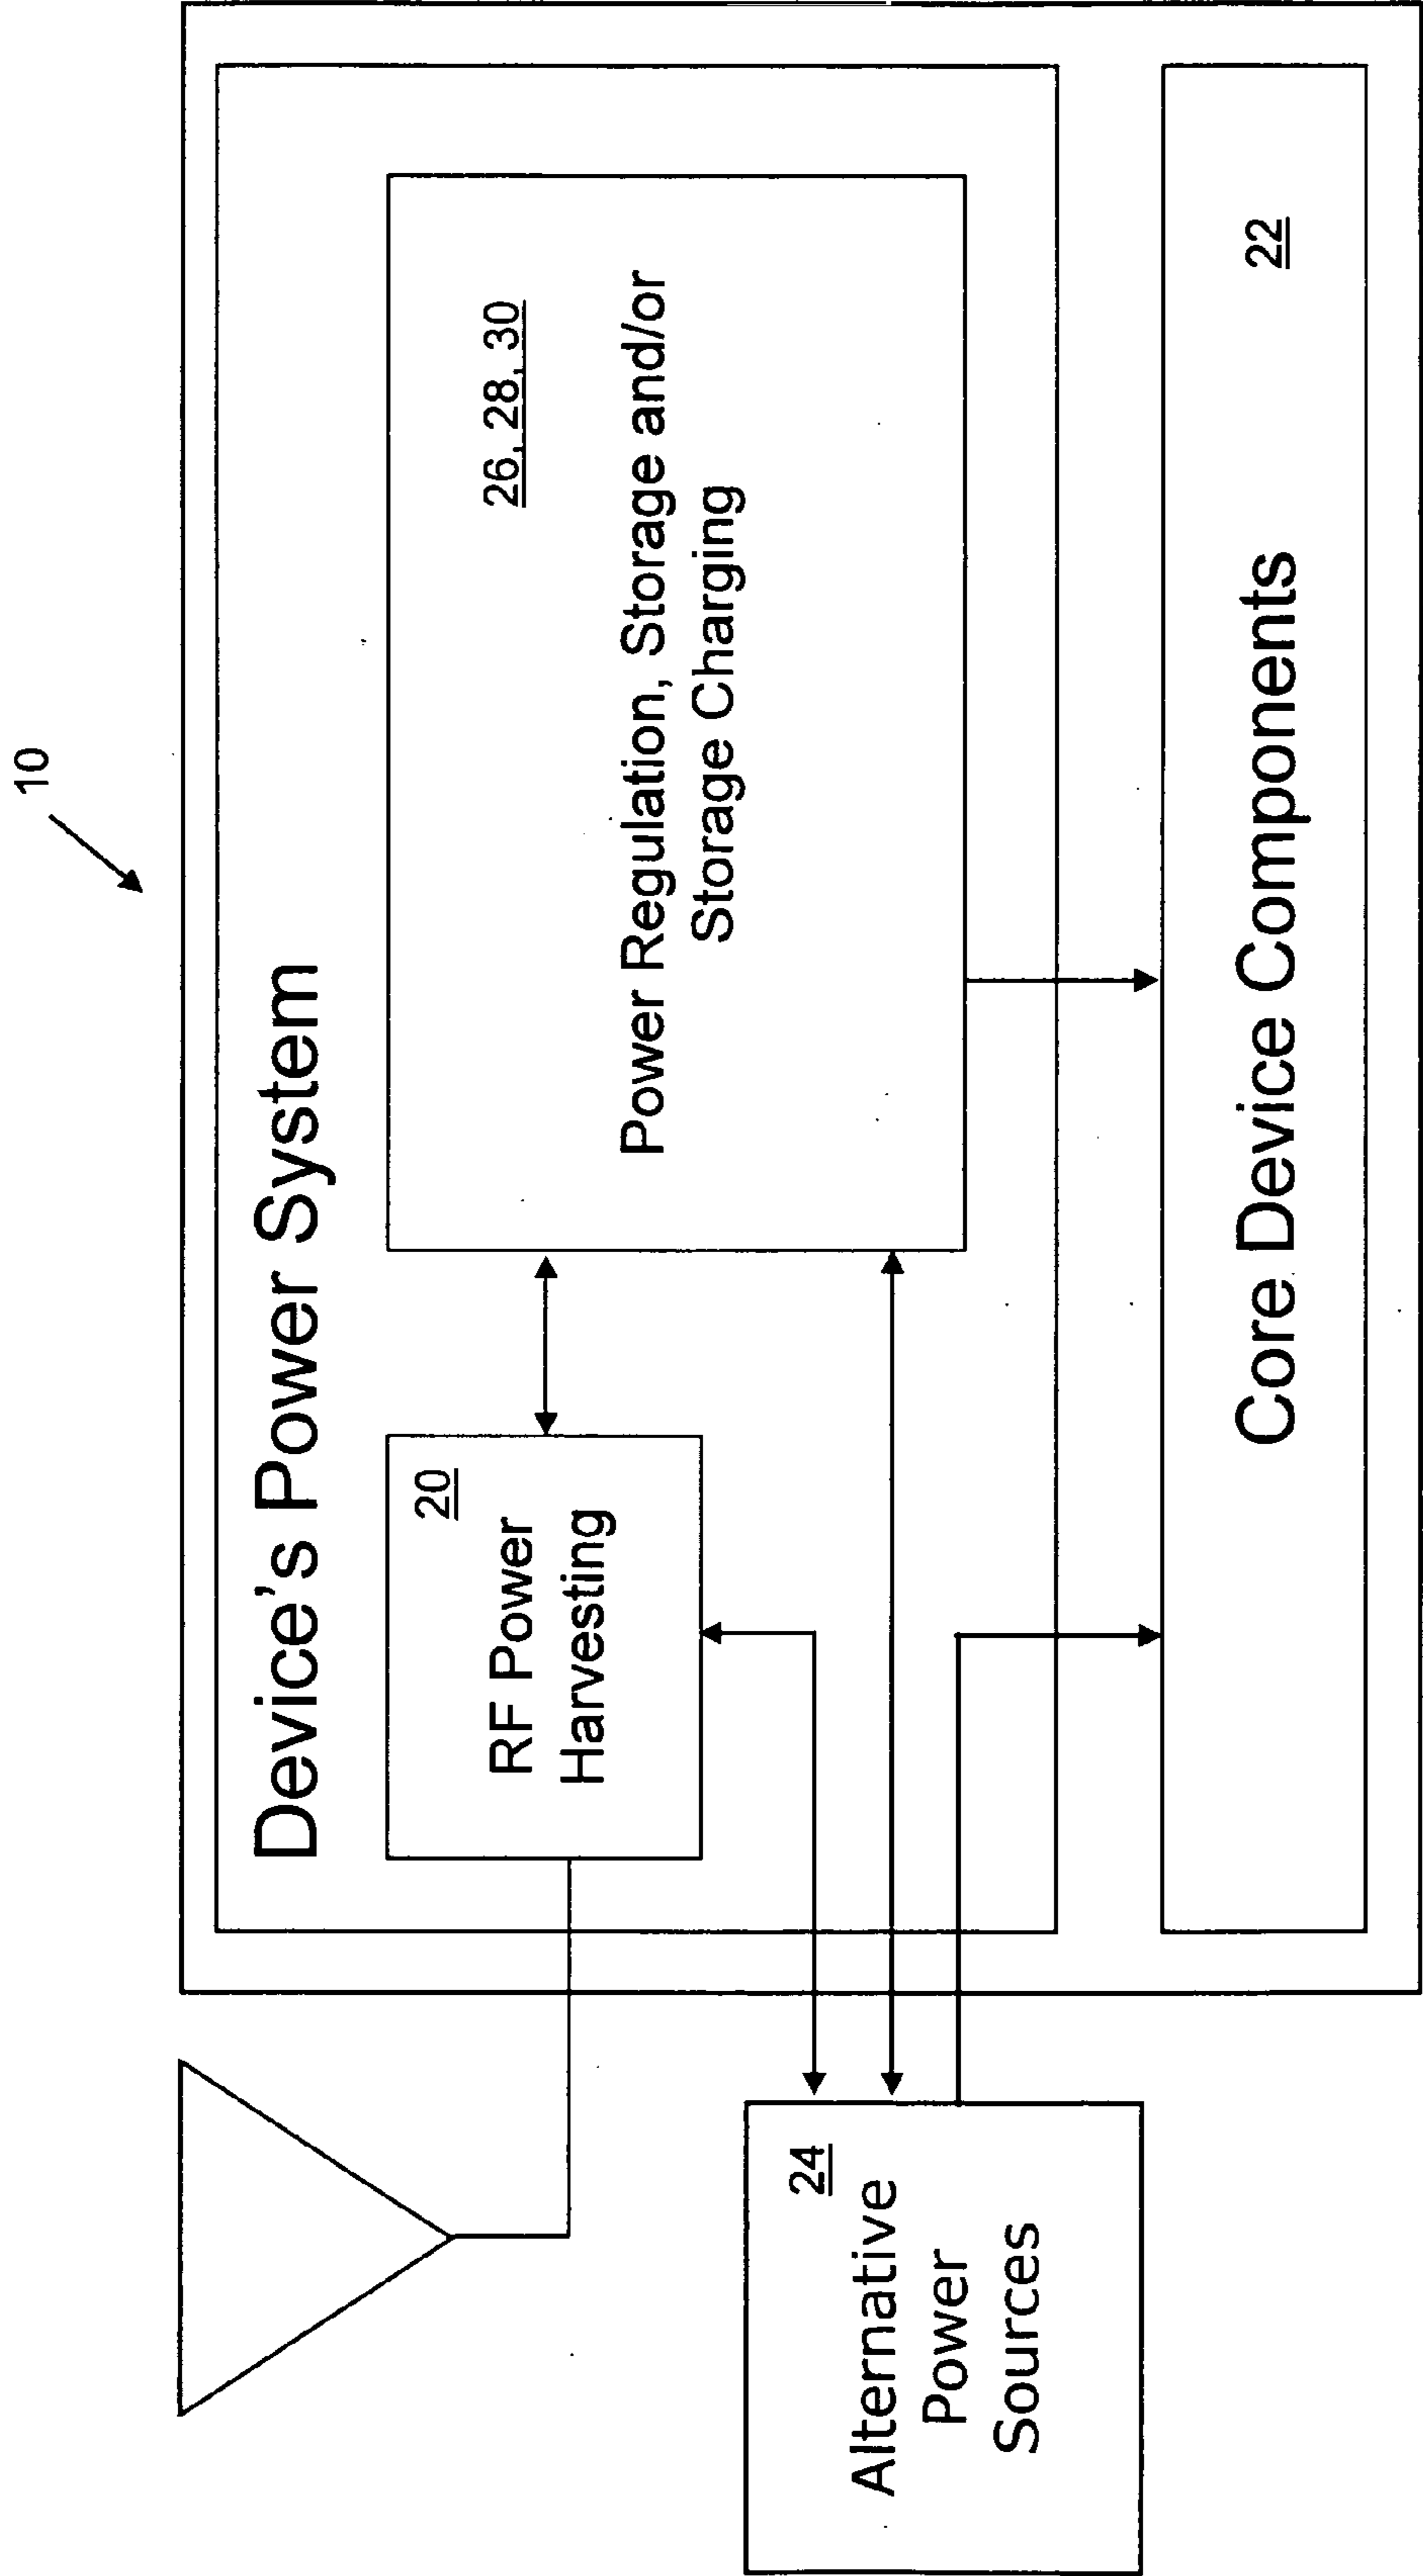 10
Device's Power System
26, 28, 30
Power Regulation, Storage and/or
Storage Charging
20
RF Power
Harvesting
24
Alternative
Power
Sources
22
Core Device Components